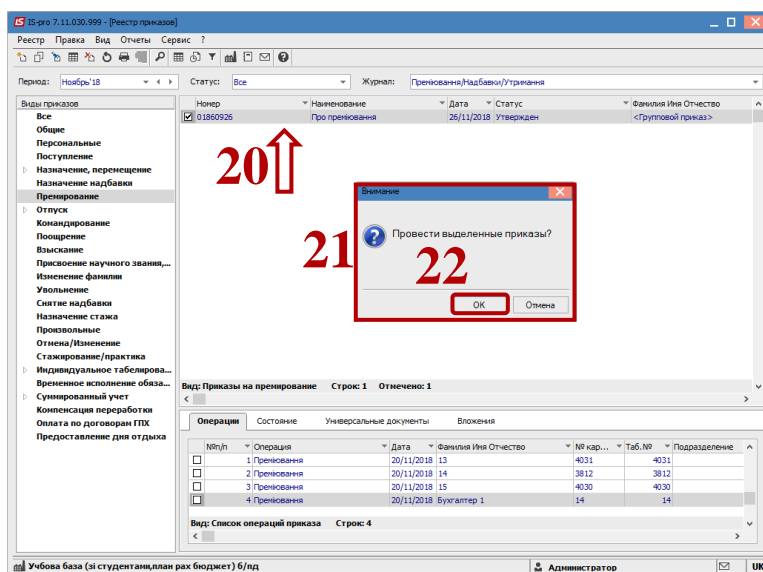 IS-pro 7.11.030.999 - [Реестр приказов]
Реестр Правка Вид Отчеты Сервис ?
Период: Ноябрь'18 Статус: Все Журнал: Преміювання/Надбавки/Утримання
Виды приказов
Все
Общие
Персональные
Поступление
Назначение, перемещение
Назначение надбавки
Премирование
Отпуск
Командирование
Поощрение
Взыскание
Присвоение научного звания,...
Изменение фамилии
Увольнение
Снятие надбавки
Назначение стажа
Произвольные
Отмена/Изменение
Стажирование/практика
Индивидуальное табелирова...
Временное исполнение обяза...
Суммированный учет
Компенсация переработки
Оплата по договорам ГПХ
Предоставление дня отдыха
Номер Наименование Дата Статус Фамилия Имя Отчество
01860926 Про преміювання 26/11/2018 Утвержден <Групповой приказ>
20
Внимание
21
Провести выделенные приказы?
22
OK Отмена
Вид: Приказы на премирование Строк: 1 Отмечено: 1
Операции Состояние Универсальные документы Вложения
№п/п Операция Дата Фамилия Имя Отчество № кар... Таб.№ Подразделение
1 Преміювання 20/11/2018 13 4031 4031
2 Преміювання 20/11/2018 14 3812 3812
3 Преміювання 20/11/2018 15 4030 4030
4 Преміювання 20/11/2018 Бухгалтер 1 14 14
Вид: Список операций приказа Строк: 4
Учбова база (зі студентами,план рах бюджет) б/пд Администратор UK